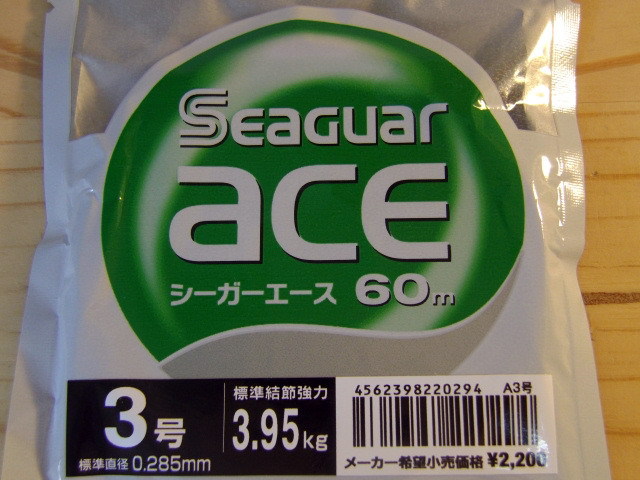 Seaguar
ace
シーガーエース 60m
3号
標準直径 0.285mm
標準結節強力
3.95kg
4562398220294 A3号
メーカー希望小売価格 ¥2,200